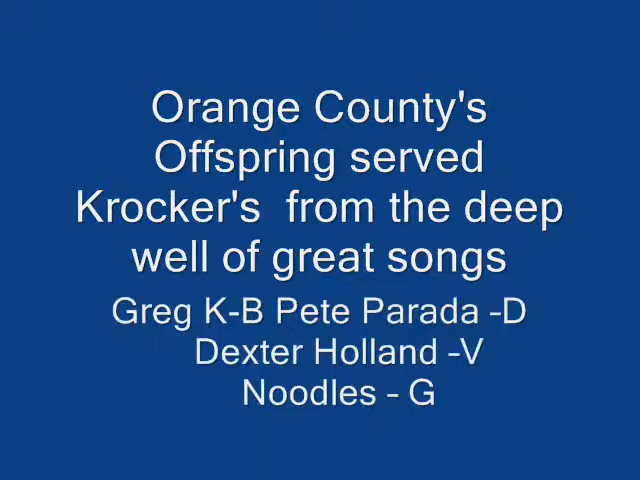 Orange County's
Offspring served
Krocker's  from the deep
well of great songs
Greg K-B Pete Parada –D
Dexter Holland –V
Noodles – G